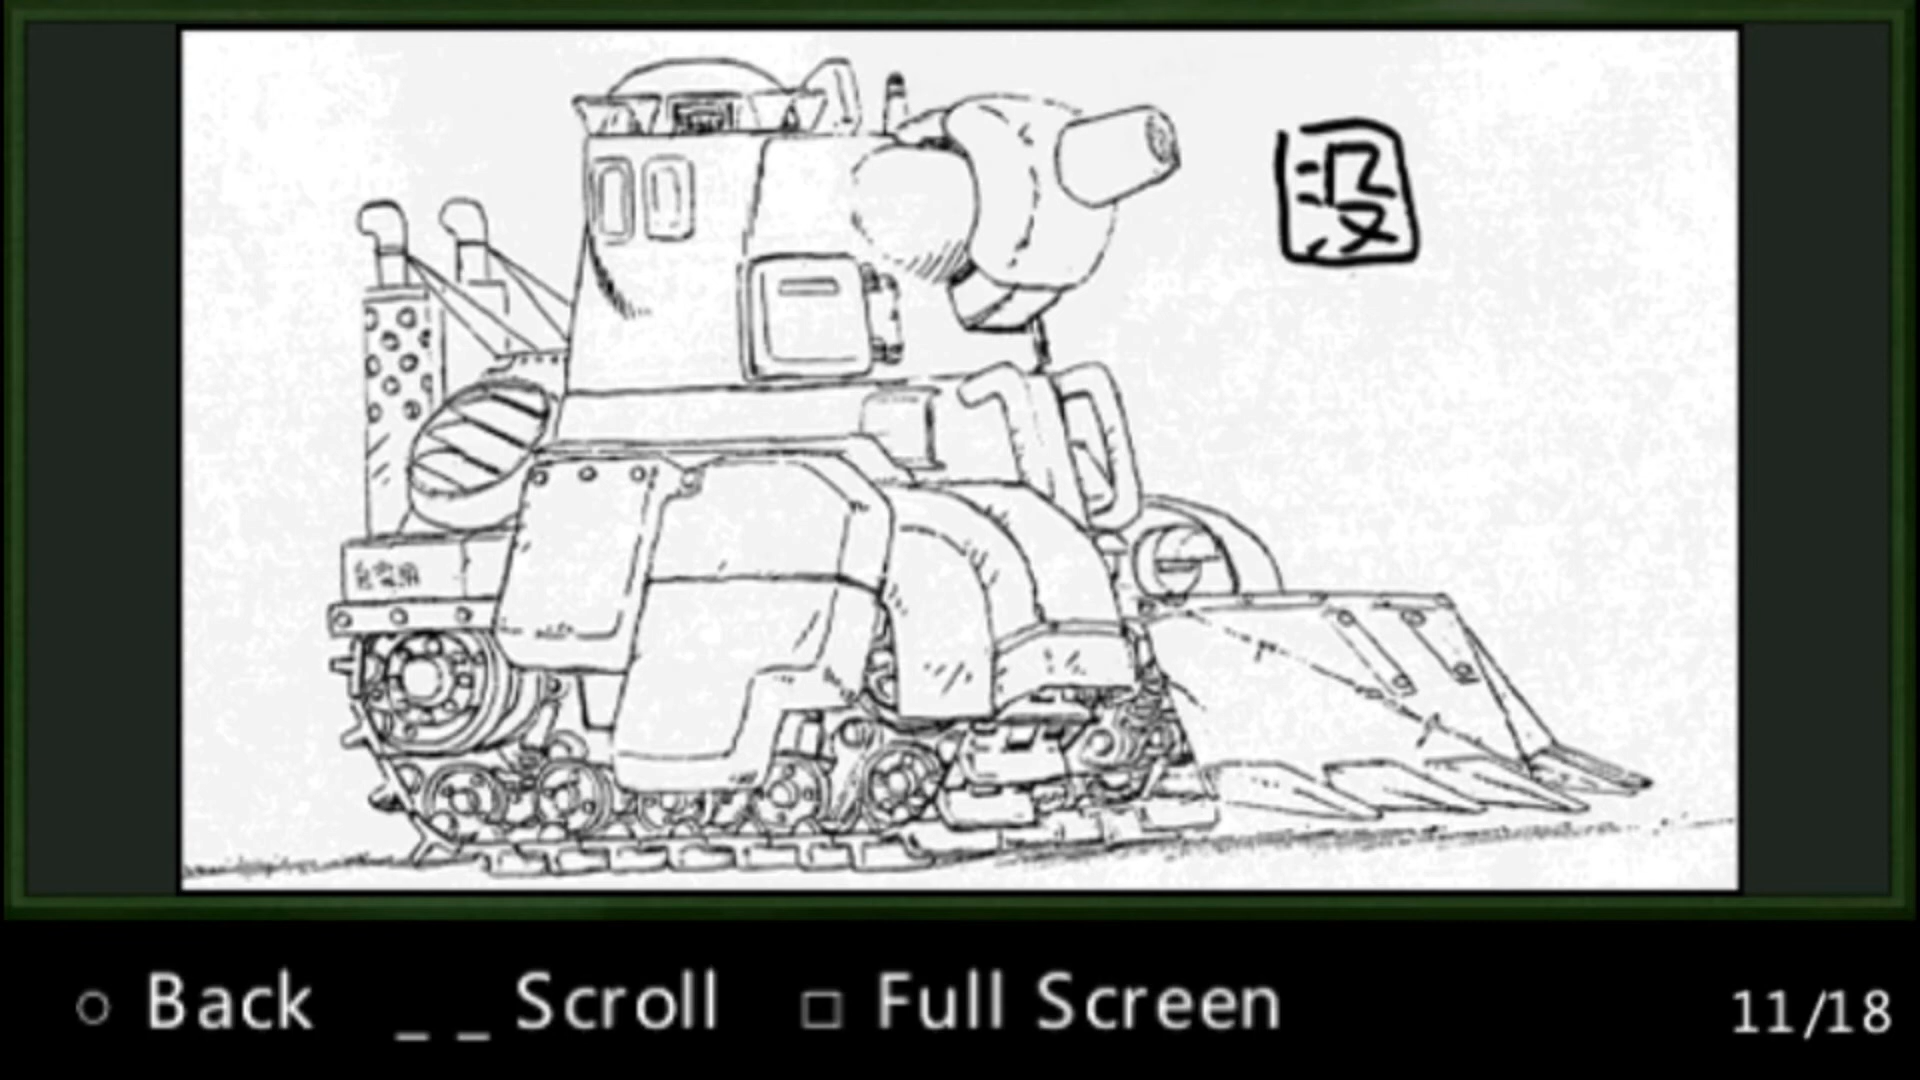 没
○ Back _ _ Scroll □ Full Screen 11/18